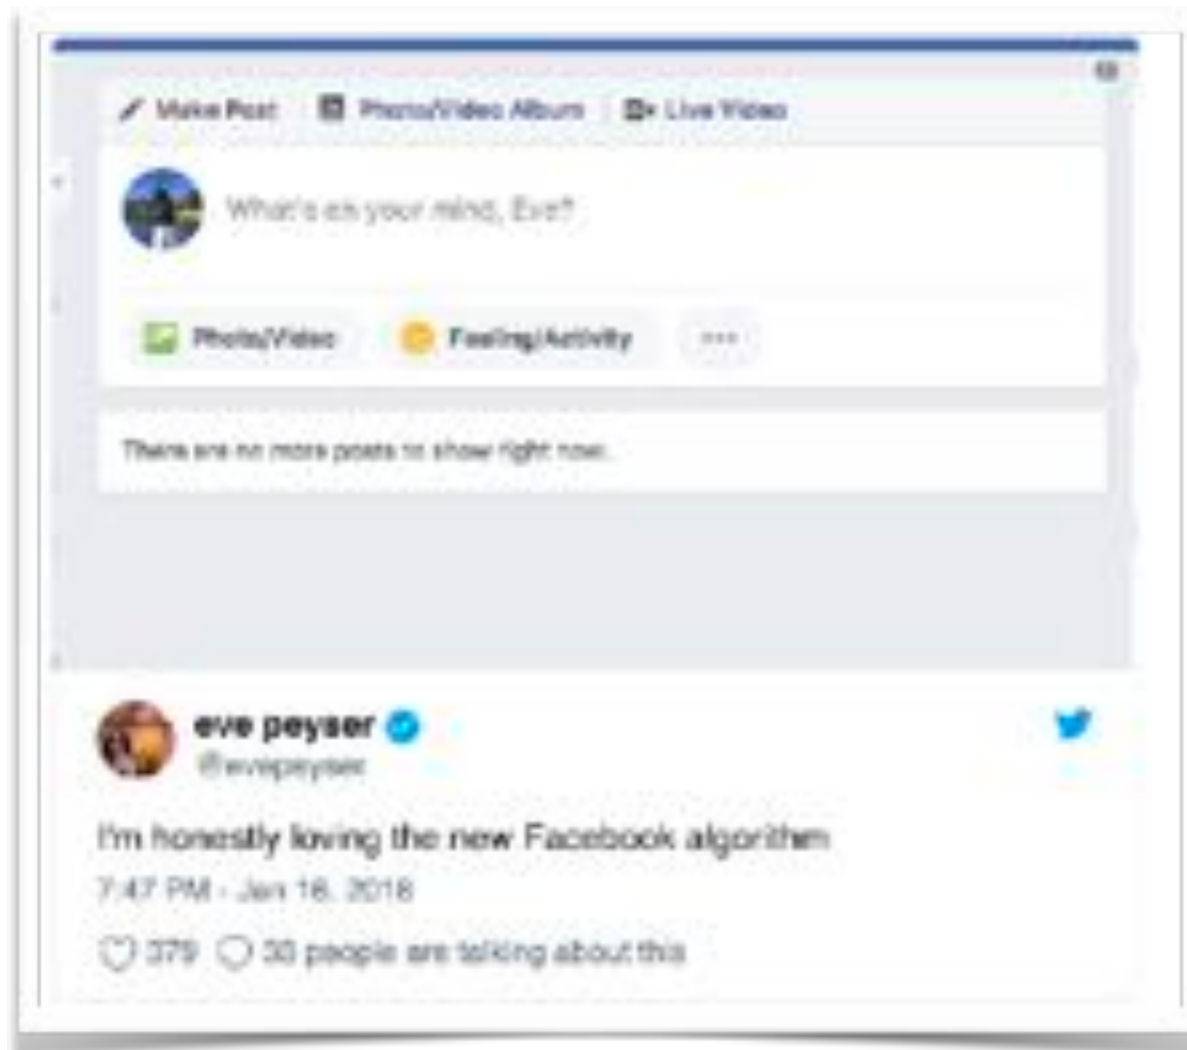 Make Post Photo/Video Album Live Video
What's on your mind, Eve?
Photo/Video Feeling/Activity ...
There are no more posts to show right now.
eve peyser
@evepeyser
I'm honestly loving the new Facebook algorithm
7:47 PM - Jan 16, 2018
379 people are talking about this